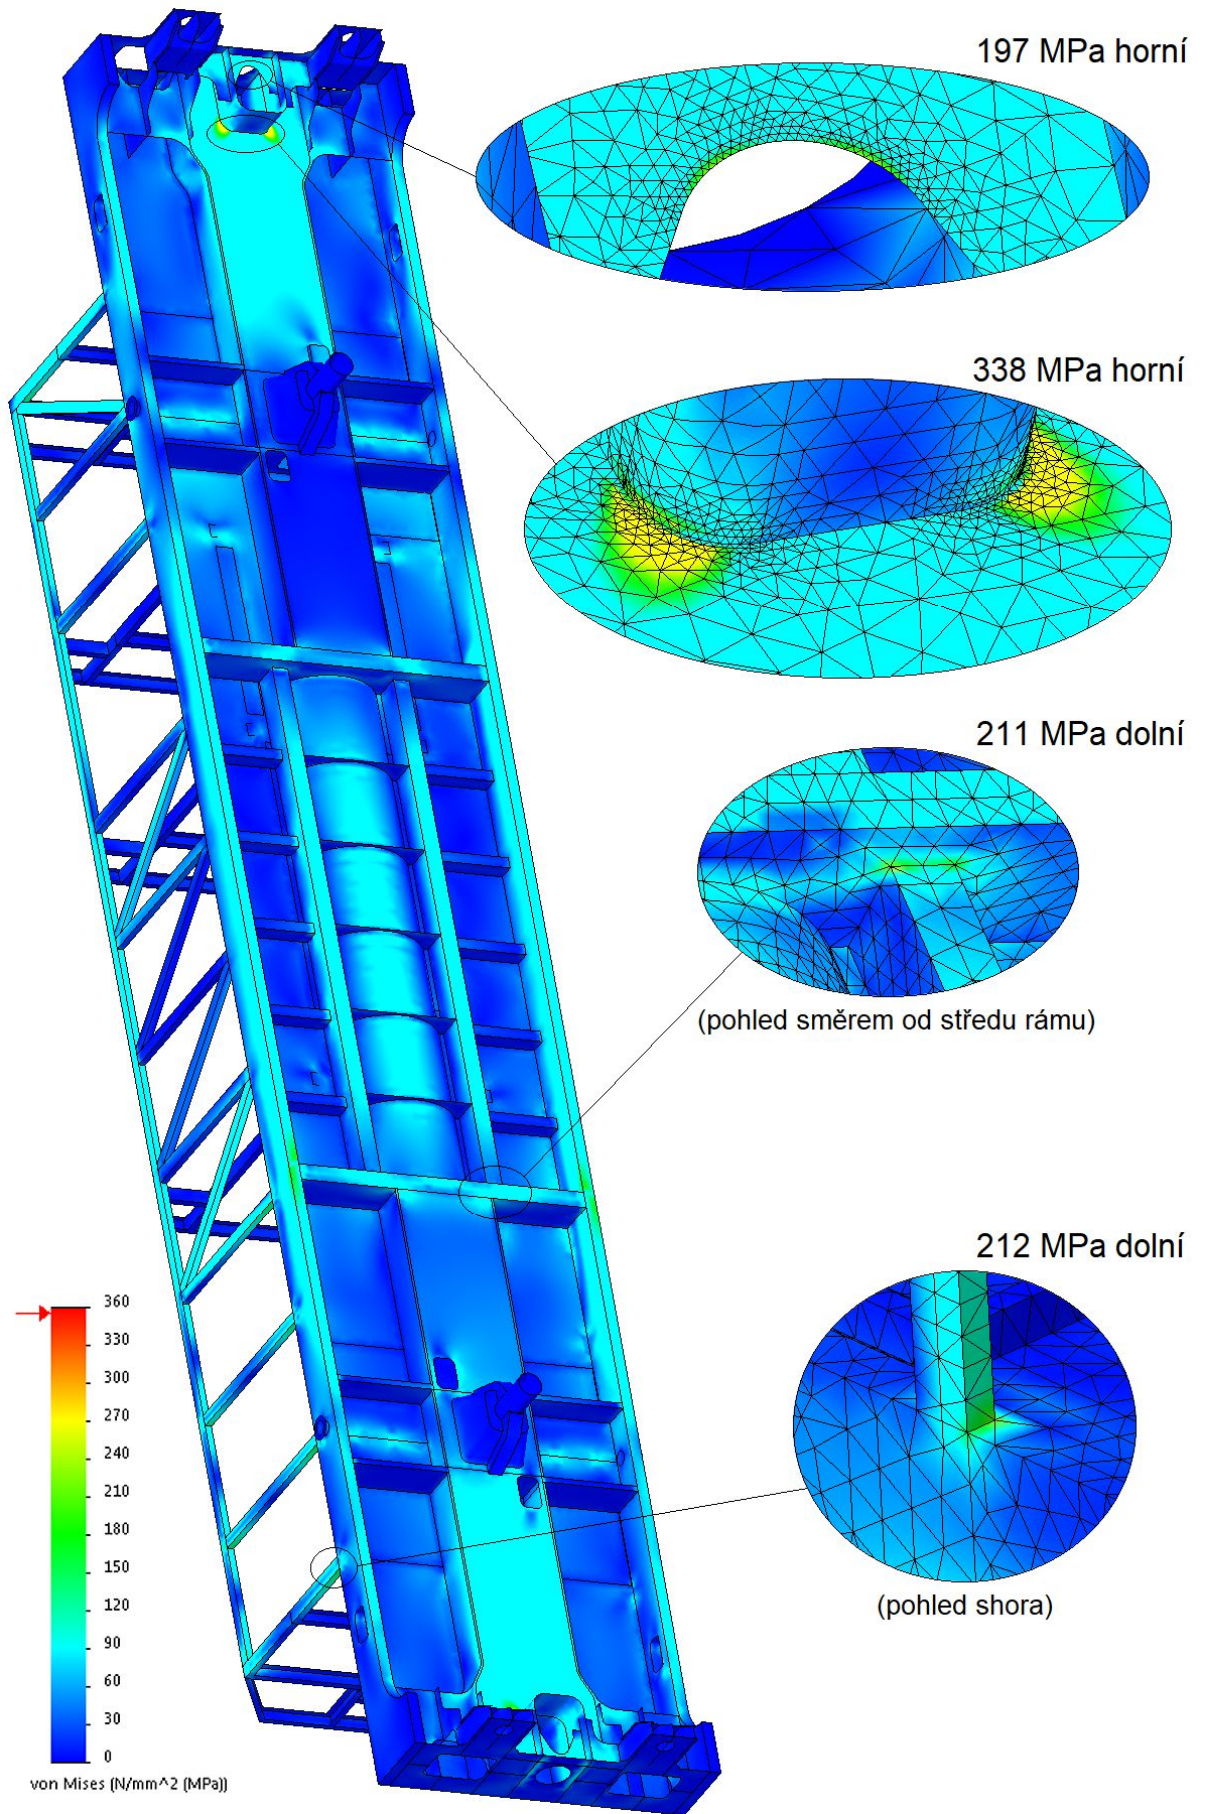 197 MPa horní
338 MPa horní
211 MPa dolní
(pohled směrem od středu rámu)
212 MPa dolní
(pohled shora)
360
330
300
270
240
210
180
150
120
90
60
30
0
von Mises (N/mm^2 (MPa))